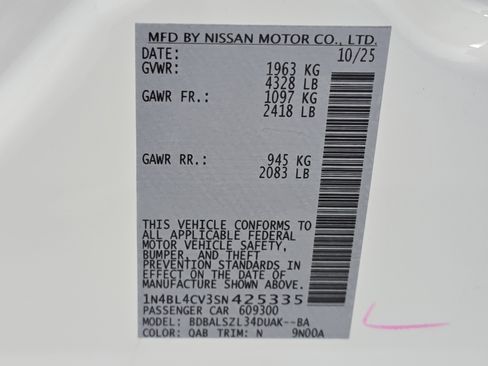 MFD BY NISSAN MOTOR CO., LTD.
DATE: 10/25
GVWR: 1963 KG
4328 LB
GAWR FR.: 1097 KG
2418 LB
GAWR RR.: 945 KG
2083 LB
THIS VEHICLE CONFORMS TO
ALL APPLICABLE FEDERAL
MOTOR VEHICLE SAFETY,
BUMPER, AND THEFT
PREVENTION STANDARDS IN
EFFECT ON THE DATE OF
MANUFACTURE SHOWN ABOVE.
1N4BL4CV3SN425335
PASSENGER CAR 609300
MODEL: BDBALSZL34DUAK--BA
COLOR: QAB TRIM: N 9N00A